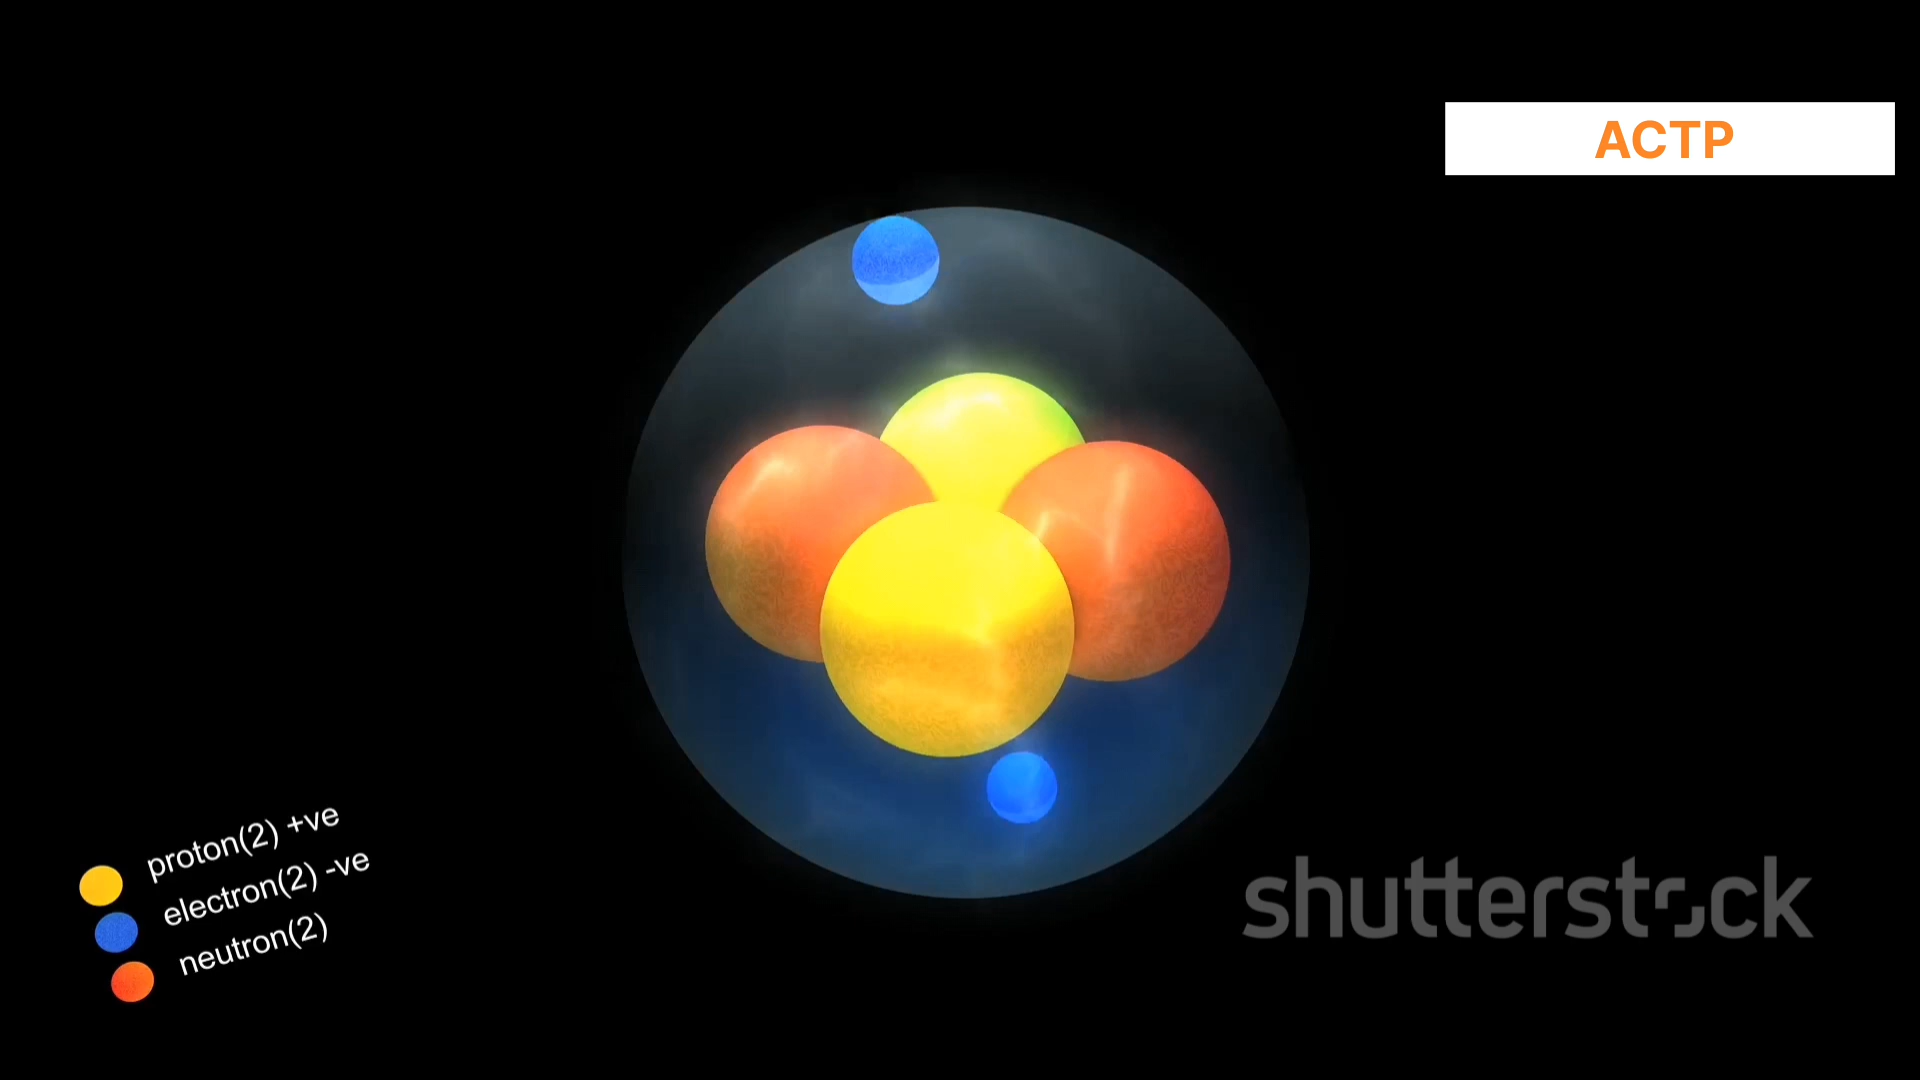 ACTP
proton(2) +ve
electron(2) -ve
neutron(2)
shutterstock